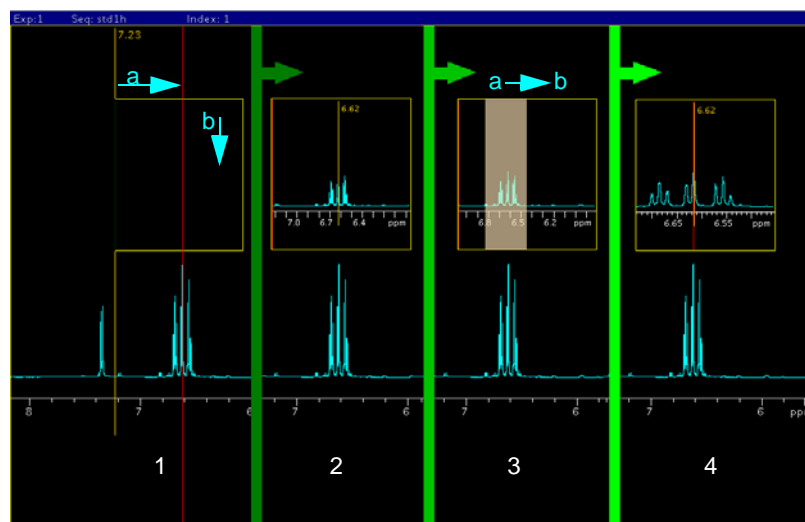 Exp:1 Seq: std1h Index: 1
7.23
a
b
6.62
7.0 6.7 6.4 ppm
a b
6.8 6.5 6.2 ppm
6.62
6.65 6.55 ppm
8 7 6 7 6 7 6 ppm
1 2 3 4